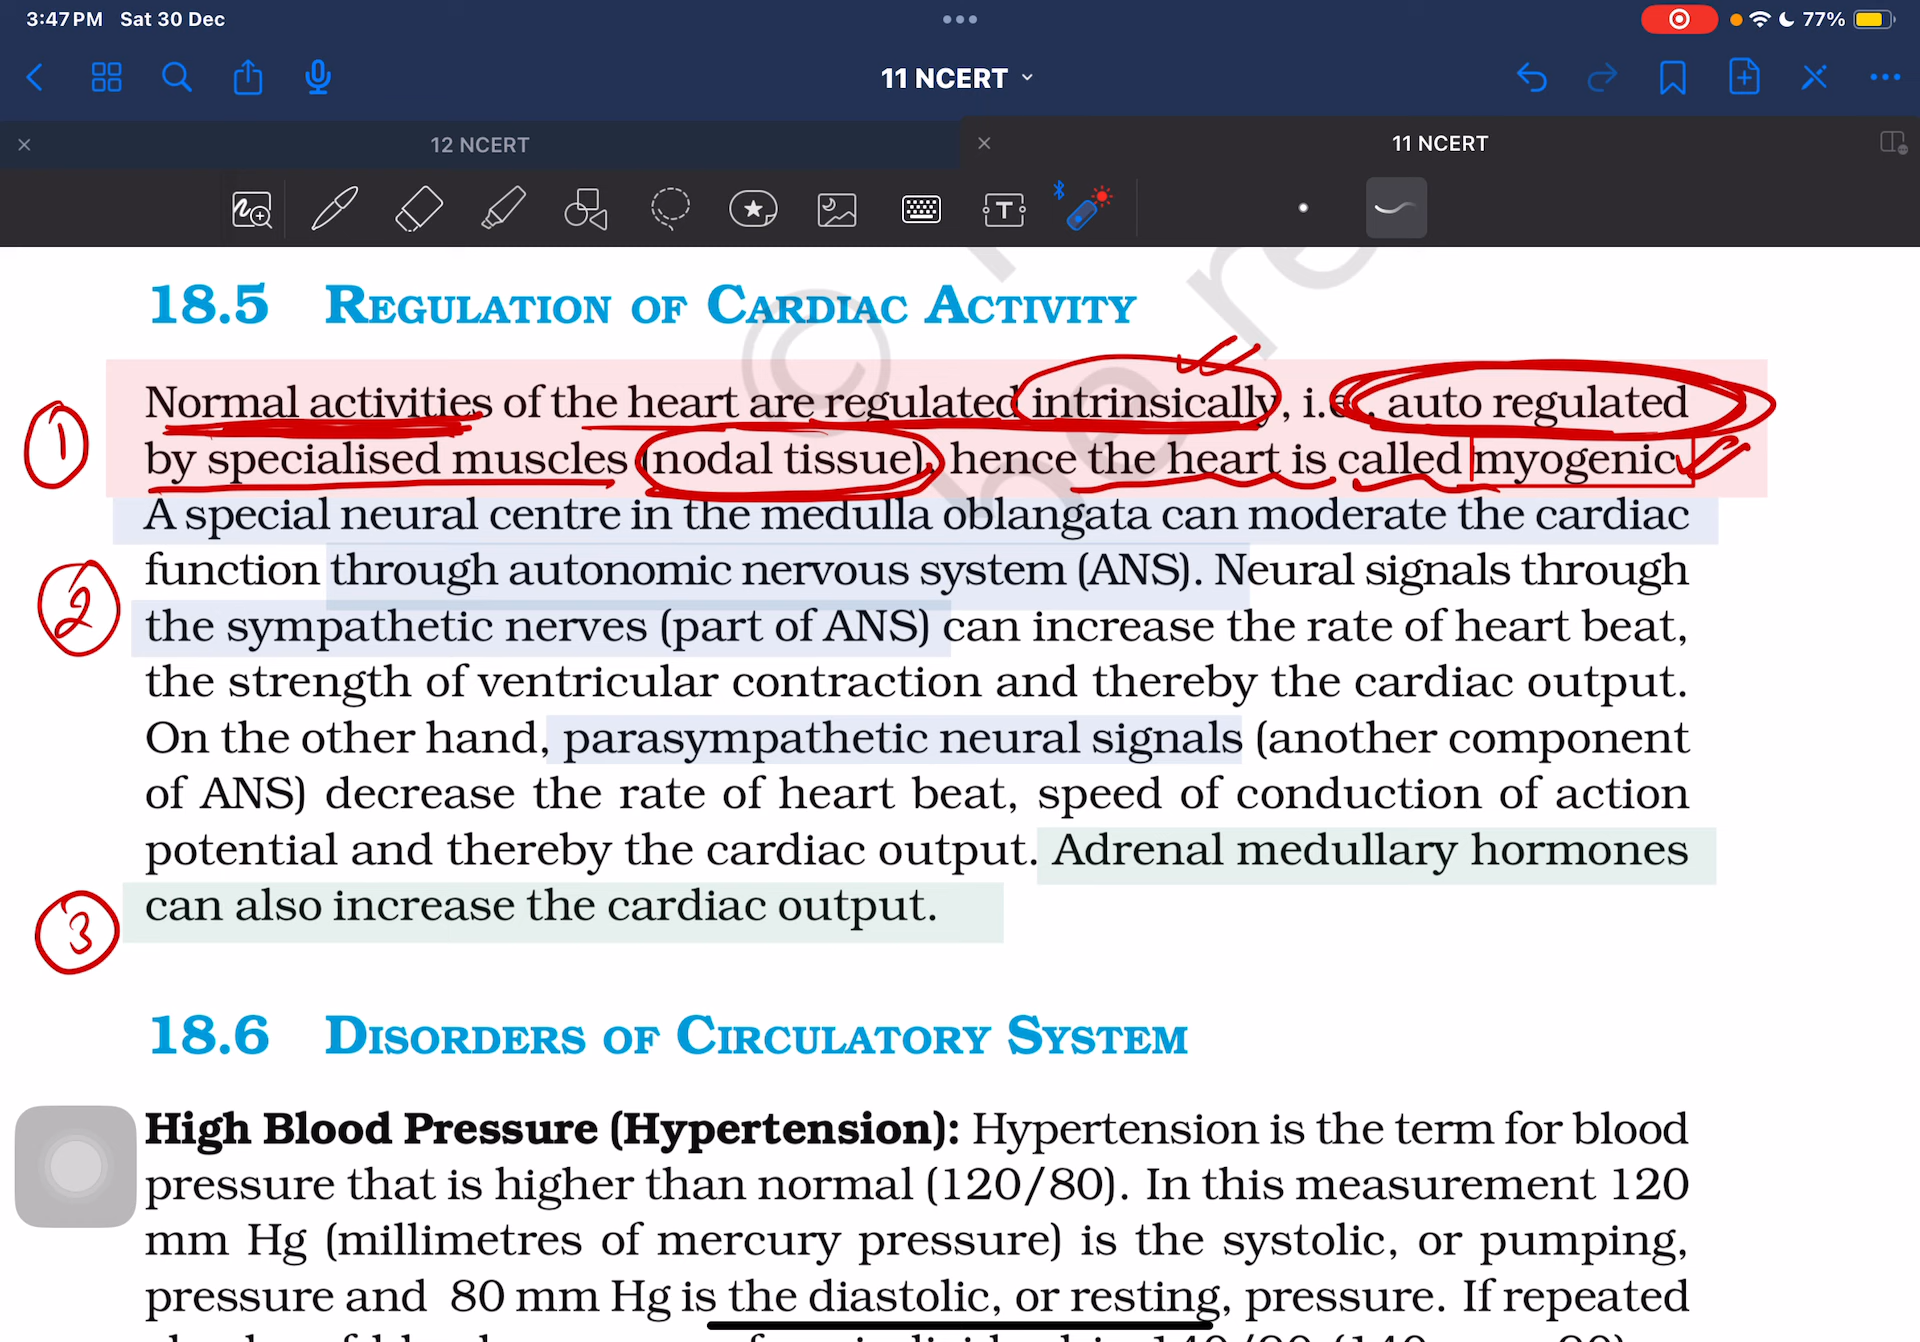 3:47 PM Sat 30 Dec
77%
11 NCERT
12 NCERT
11 NCERT
T
18.5 REGULATION OF CARDIAC ACTIVITY
Normal activities of the heart are regulated intrinsically, i.e., auto regulated
by specialised muscles (nodal tissue), hence the heart is called myogenic.
A special neural centre in the medulla oblangata can moderate the cardiac
function through autonomic nervous system (ANS). Neural signals through
the sympathetic nerves (part of ANS) can increase the rate of heart beat,
the strength of ventricular contraction and thereby the cardiac output.
On the other hand, parasympathetic neural signals (another component
of ANS) decrease the rate of heart beat, speed of conduction of action
potential and thereby the cardiac output. Adrenal medullary hormones
can also increase the cardiac output.
1
2
3
18.6 DISORDERS OF CIRCULATORY SYSTEM
High Blood Pressure (Hypertension): Hypertension is the term for blood
pressure that is higher than normal (120/80). In this measurement 120
mm Hg (millimetres of mercury pressure) is the systolic, or pumping,
pressure and 80 mm Hg is the diastolic, or resting, pressure. If repeated